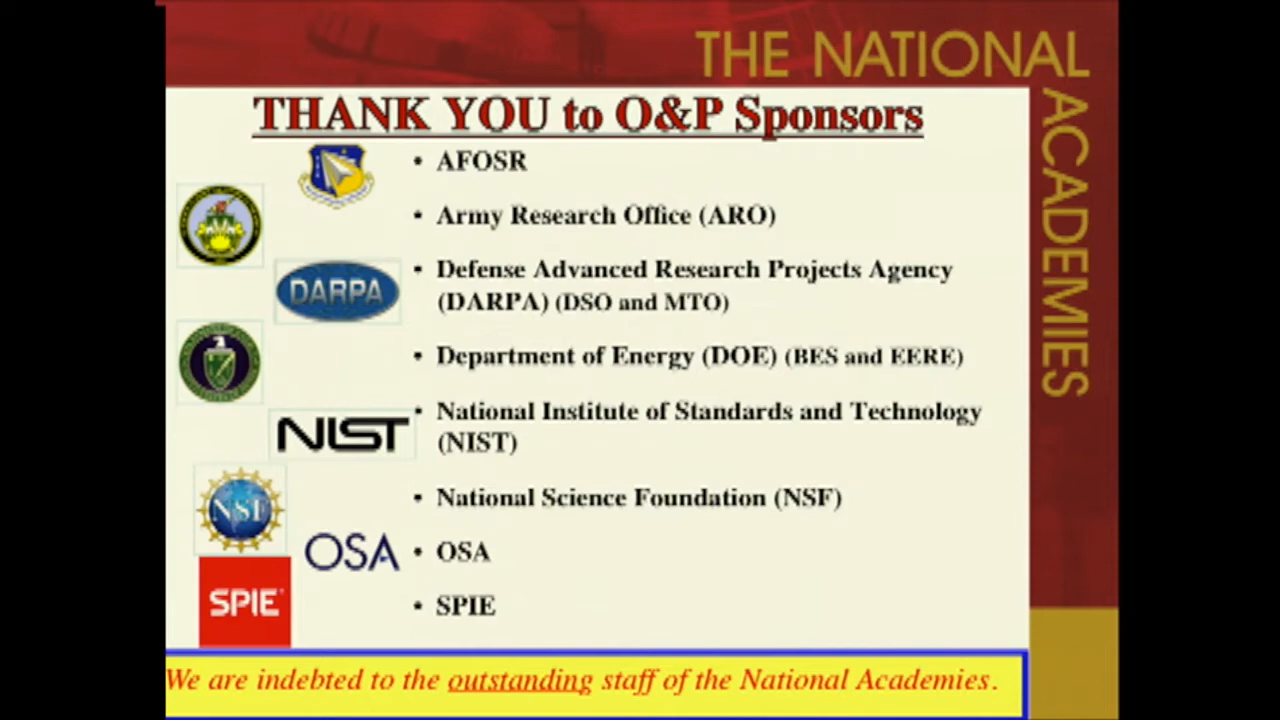 THE NATIONAL
ACADEMIES
THANK YOU to O&P Sponsors
• AFOSR
• Army Research Office (ARO)
DARPA
• Defense Advanced Research Projects Agency
(DARPA) (DSO and MTO)
• Department of Energy (DOE) (BES and EERE)
NIST
• National Institute of Standards and Technology
(NIST)
NSF
• National Science Foundation (NSF)
OSA
• OSA
SPIE
• SPIE
We are indebted to the outstanding staff of the National Academies.